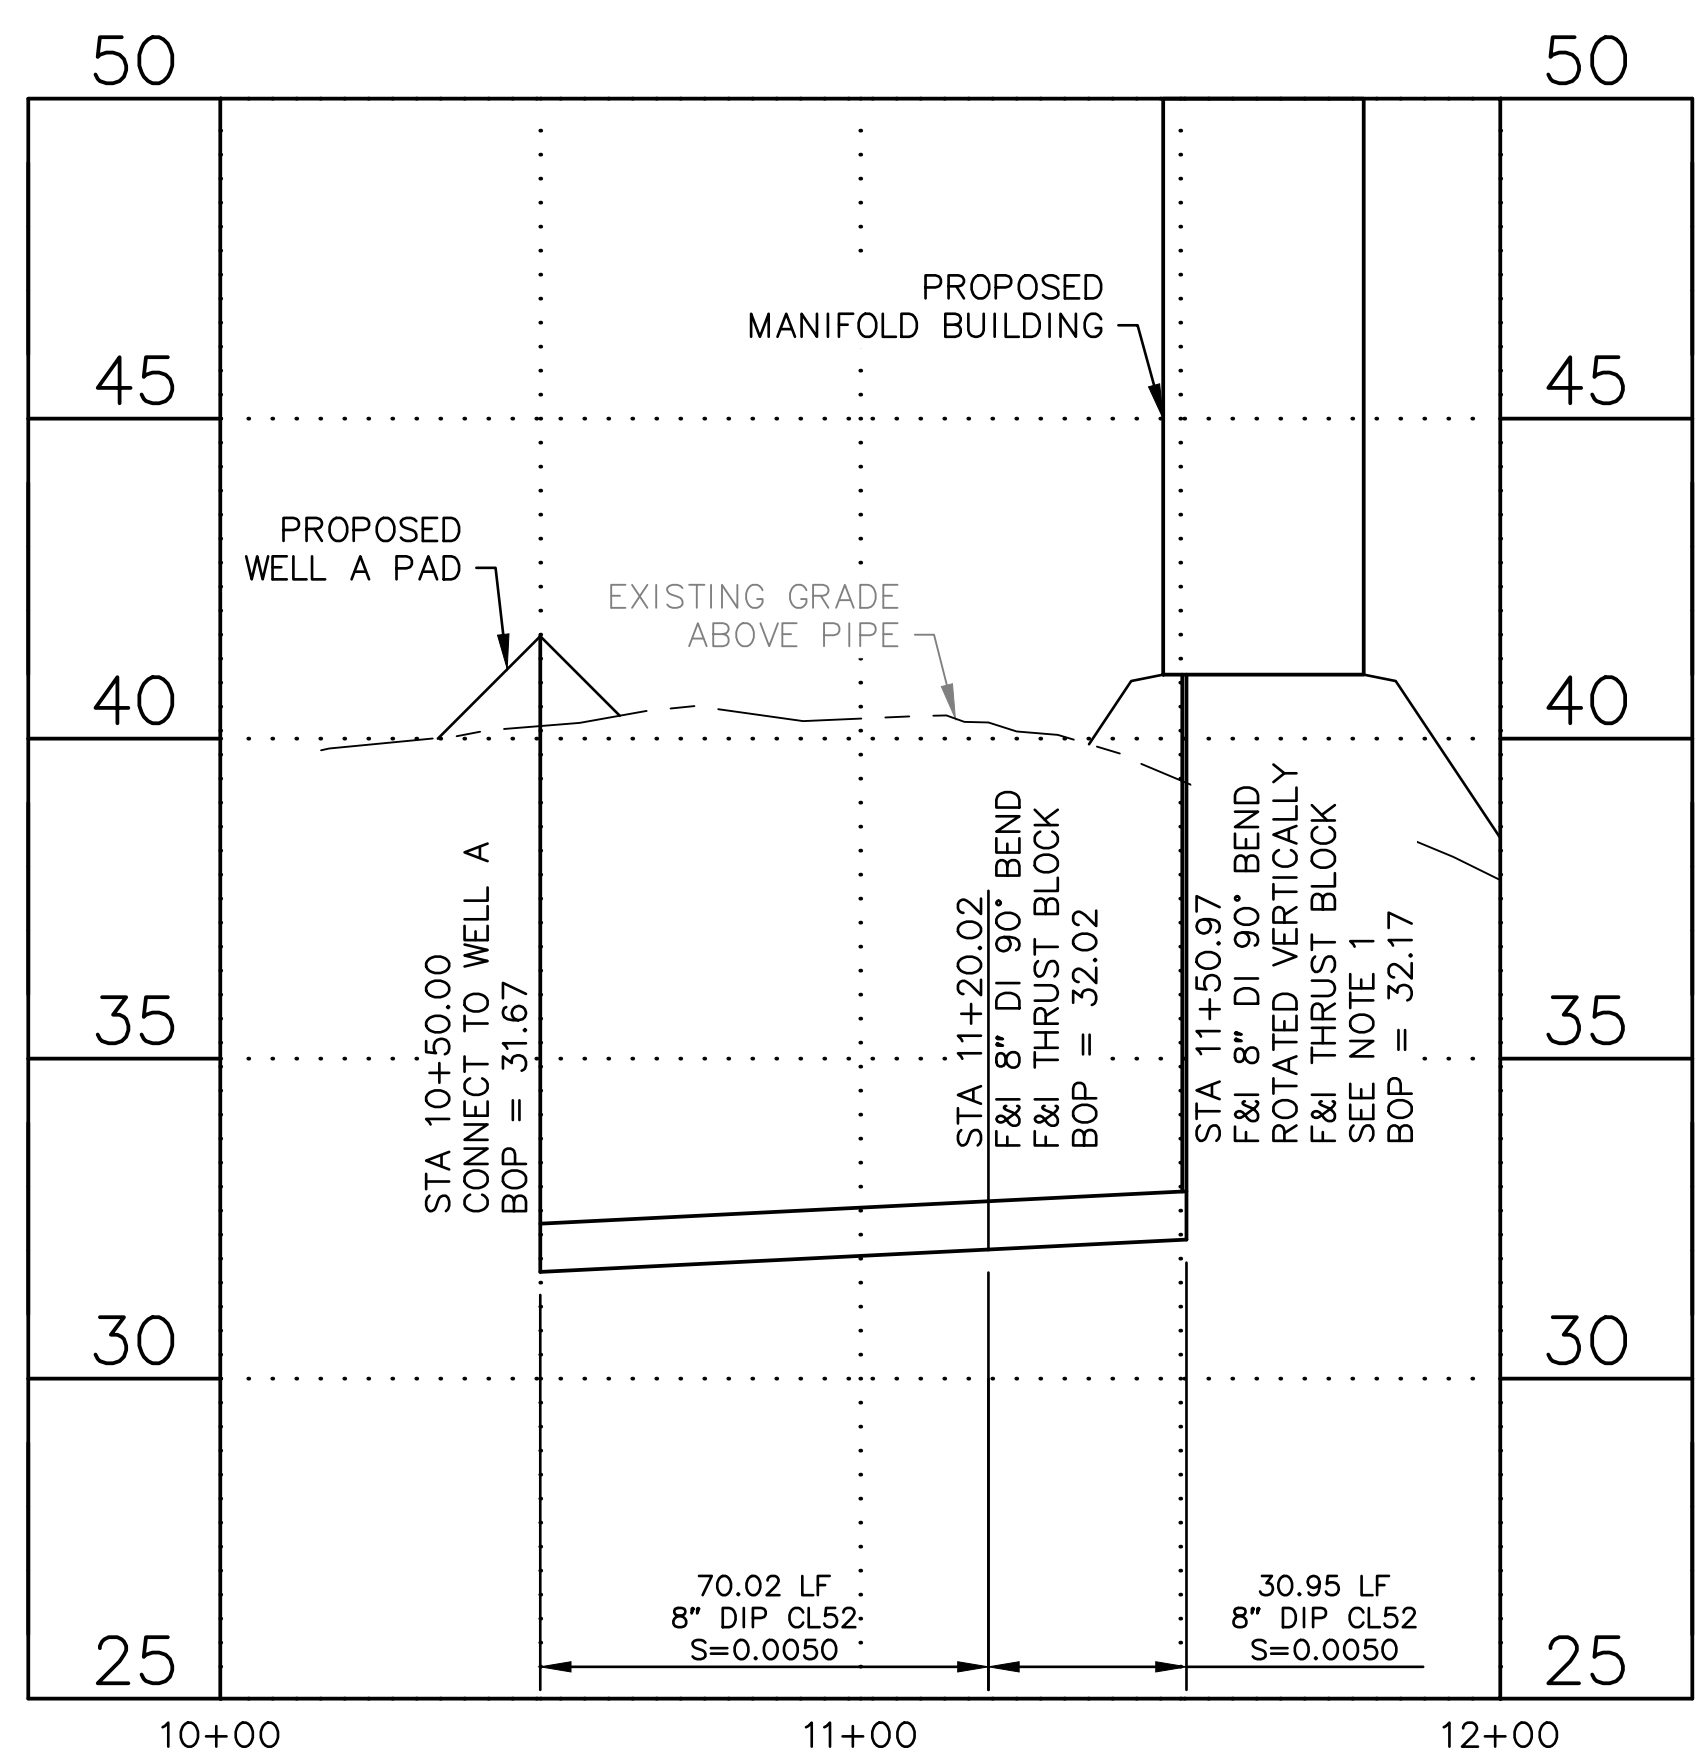 50
50
PROPOSED
MANIFOLD BUILDING
45
45
PROPOSED
WELL A PAD
EXISTING GRADE
ABOVE PIPE
40
40
STA 10+50.00
CONNECT TO WELL A
BOP = 31.67
STA 11+20.02
F&I 8" DI 90° BEND
F&I THRUST BLOCK
BOP = 32.02
STA 11+50.97
F&I 8" DI 90° BEND
ROTATED VERTICALLY
F&I THRUST BLOCK
SEE NOTE 1
BOP = 32.17
35
35
30
30
70.02 LF
8" DIP CL52
S=0.0050
30.95 LF
8" DIP CL52
S=0.0050
25
25
10+00
11+00
12+00